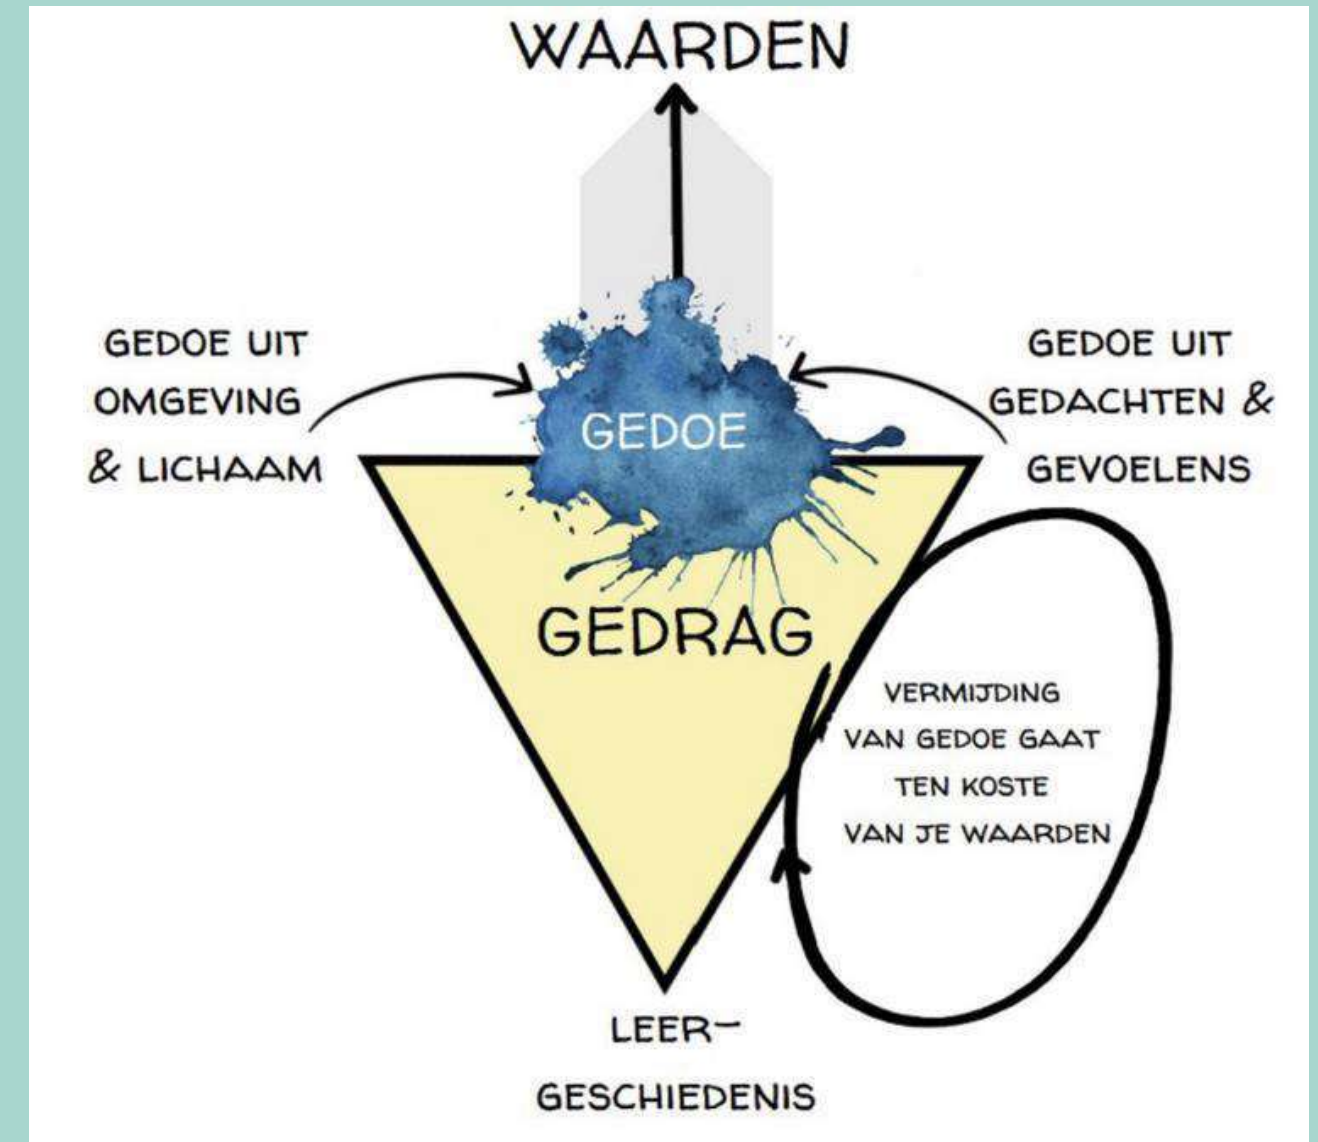 WAARDEN
GEDOE UIT
OMGEVING
& LICHAAM
GEDOE
GEDOE UIT
GEDACHTEN &
GEVOELENS
GEDRAG
VERMIJDING
VAN GEDOE GAAT
TEN KOSTE
VAN JE WAARDEN
LEER-
GESCHIEDENIS